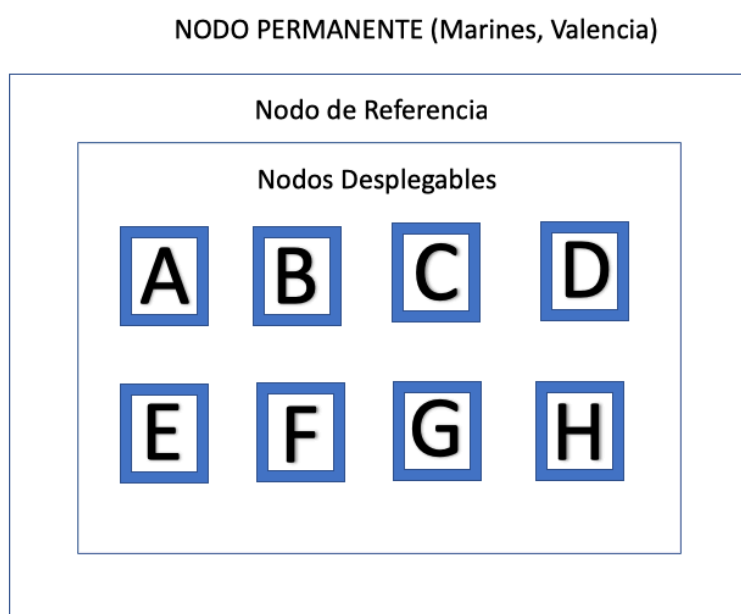 NODO PERMANENTE (Marines, Valencia)
Nodo de Referencia
Nodos Desplegables
A B C D
E F G H